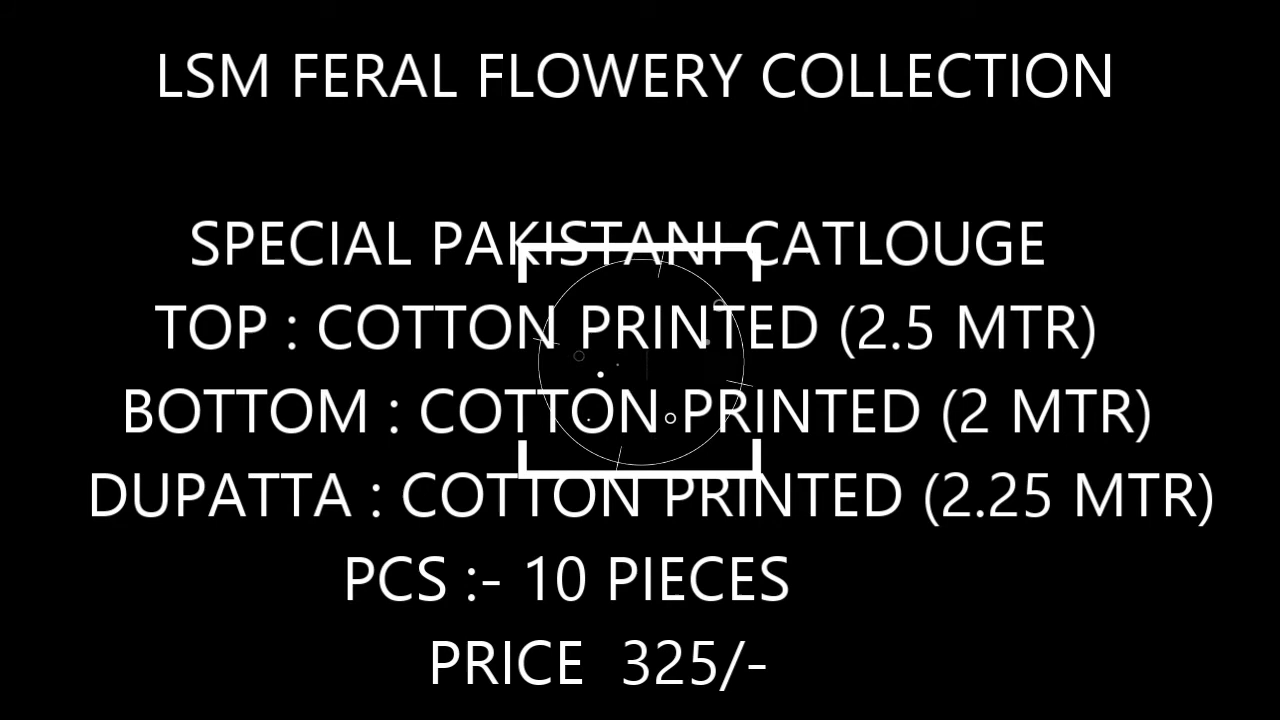 LSM FERAL FLOWERY COLLECTION
SPECIAL PAKISTANI CATLOUGE
TOP : COTTON PRINTED (2.5 MTR)
BOTTOM : COTTON PRINTED (2 MTR)
DUPATTA : COTTON PRINTED (2.25 MTR)
PCS :- 10 PIECES
PRICE  325/-